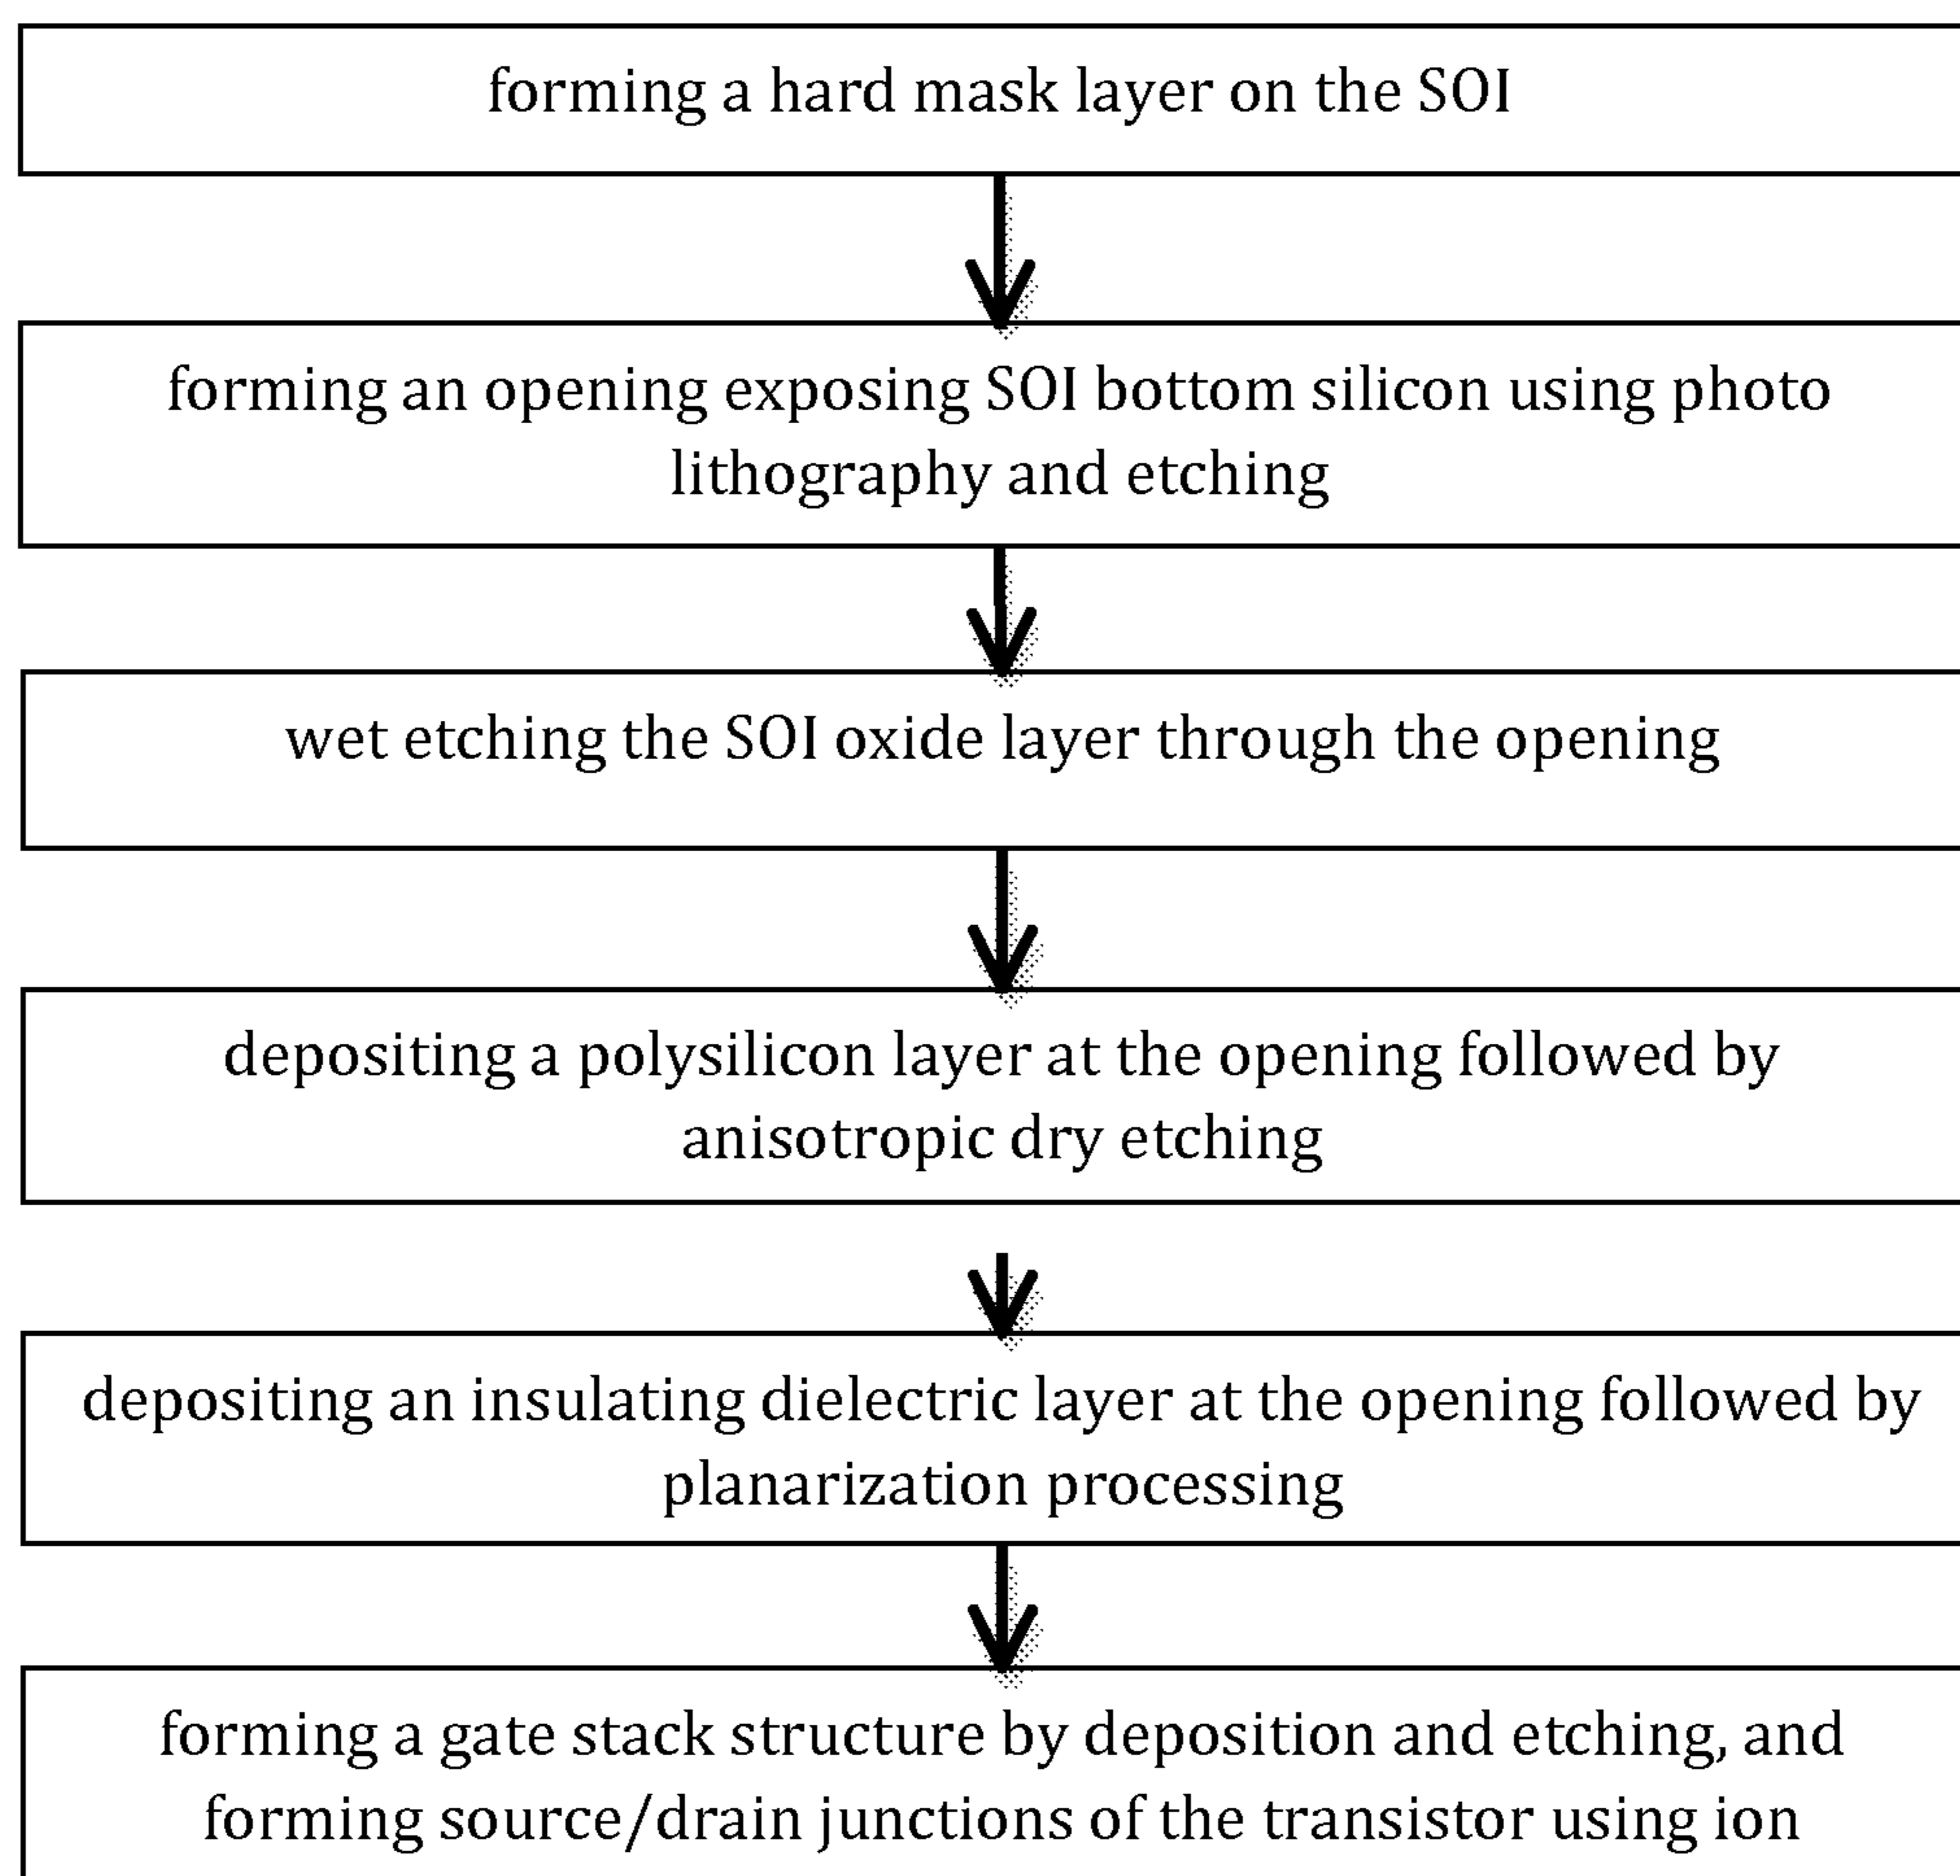 forming a hard mask layer on the SOI
forming an opening exposing SOI bottom silicon using photo
lithography and etching
wet etching the SOI oxide layer through the opening
depositing a polysilicon layer at the opening followed by
anisotropic dry etching
depositing an insulating dielectric layer at the opening followed by
planarization processing
forming a gate stack structure by deposition and etching, and
forming source/drain junctions of the transistor using ion